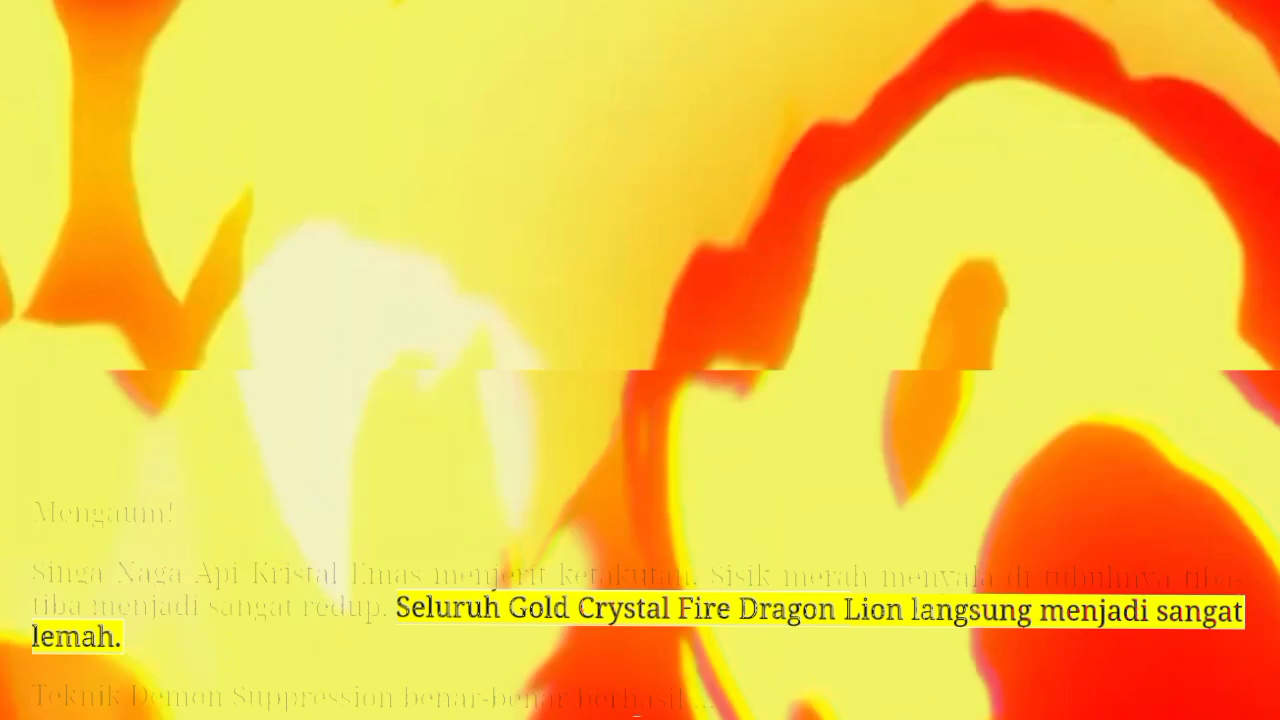 Mengaum!
Singa Naga Api Kristal Emas menjerit ketakutan. Sisik merah menyala di tubuhnya tiba-
tiba menjadi sangat redup. Seluruh Gold Crystal Fire Dragon Lion langsung menjadi sangat
lemah.
Teknik Demon Suppression benar-benar berhasil ...